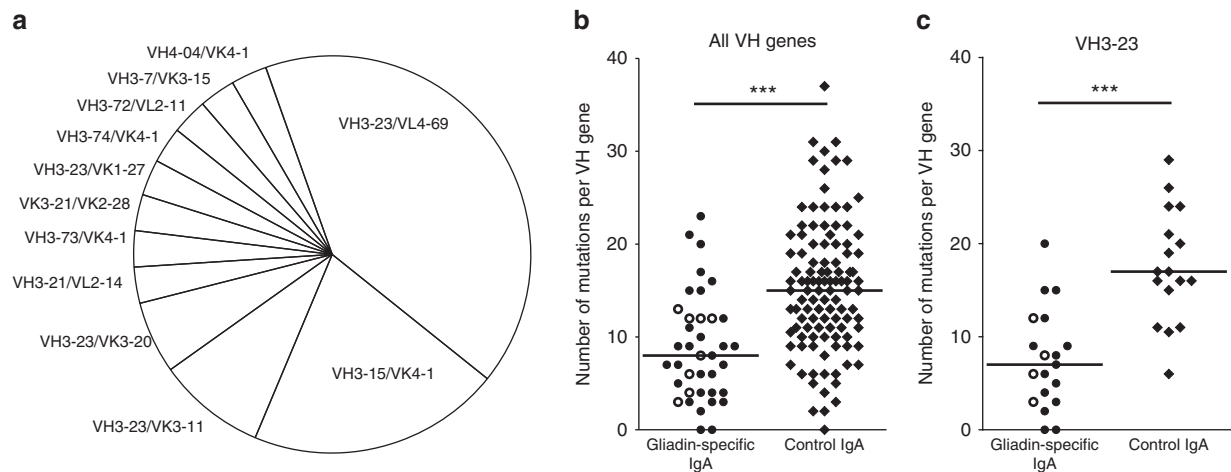 a
VH4-04/VK4-1
VH3-7/VK3-15
VH3-72/VL2-11
VH3-74/VK4-1
VH3-23/VK1-27
VK3-21/VK2-28
VH3-73/VK4-1
VH3-21/VL2-14
VH3-23/VK3-20
VH3-23/VK3-11
VH3-15/VK4-1
VH3-23/VL4-69
b
All VH genes
Number of mutations per VH gene
40
30
20
10
0
***
Gliadin-specific
IgA
Control IgA
c
VH3-23
Number of mutations per VH gene
40
30
20
10
0
***
Gliadin-specific
IgA
Control IgA